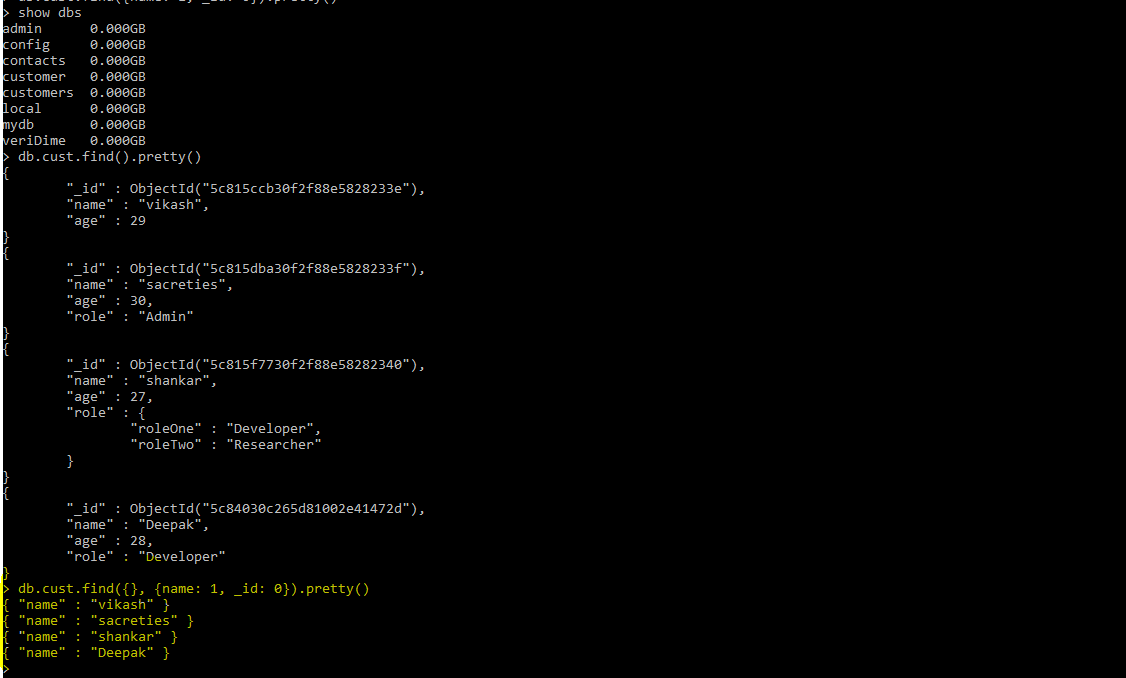 > show dbs
admin      0.000GB
config     0.000GB
contacts   0.000GB
customer   0.000GB
customers  0.000GB
local      0.000GB
mydb       0.000GB
veriDime   0.000GB
> db.cust.find().pretty()
{
        "_id" : ObjectId("5c815ccb30f2f88e5828233e"),
        "name" : "vikash",
        "age" : 29
}
{
        "_id" : ObjectId("5c815dba30f2f88e5828233f"),
        "name" : "sacreties",
        "age" : 30,
        "role" : "Admin"
}
{
        "_id" : ObjectId("5c815f7730f2f88e58282340"),
        "name" : "shankar",
        "age" : 27,
        "role" : {
                "roleOne" : "Developer",
                "roleTwo" : "Researcher"
        }
}
{
        "_id" : ObjectId("5c84030c265d81002e41472d"),
        "name" : "Deepak",
        "age" : 28,
        "role" : "Developer"
}
> db.cust.find({}, {name: 1, _id: 0}).pretty()
{ "name" : "vikash" }
{ "name" : "sacreties" }
{ "name" : "shankar" }
{ "name" : "Deepak" }
>